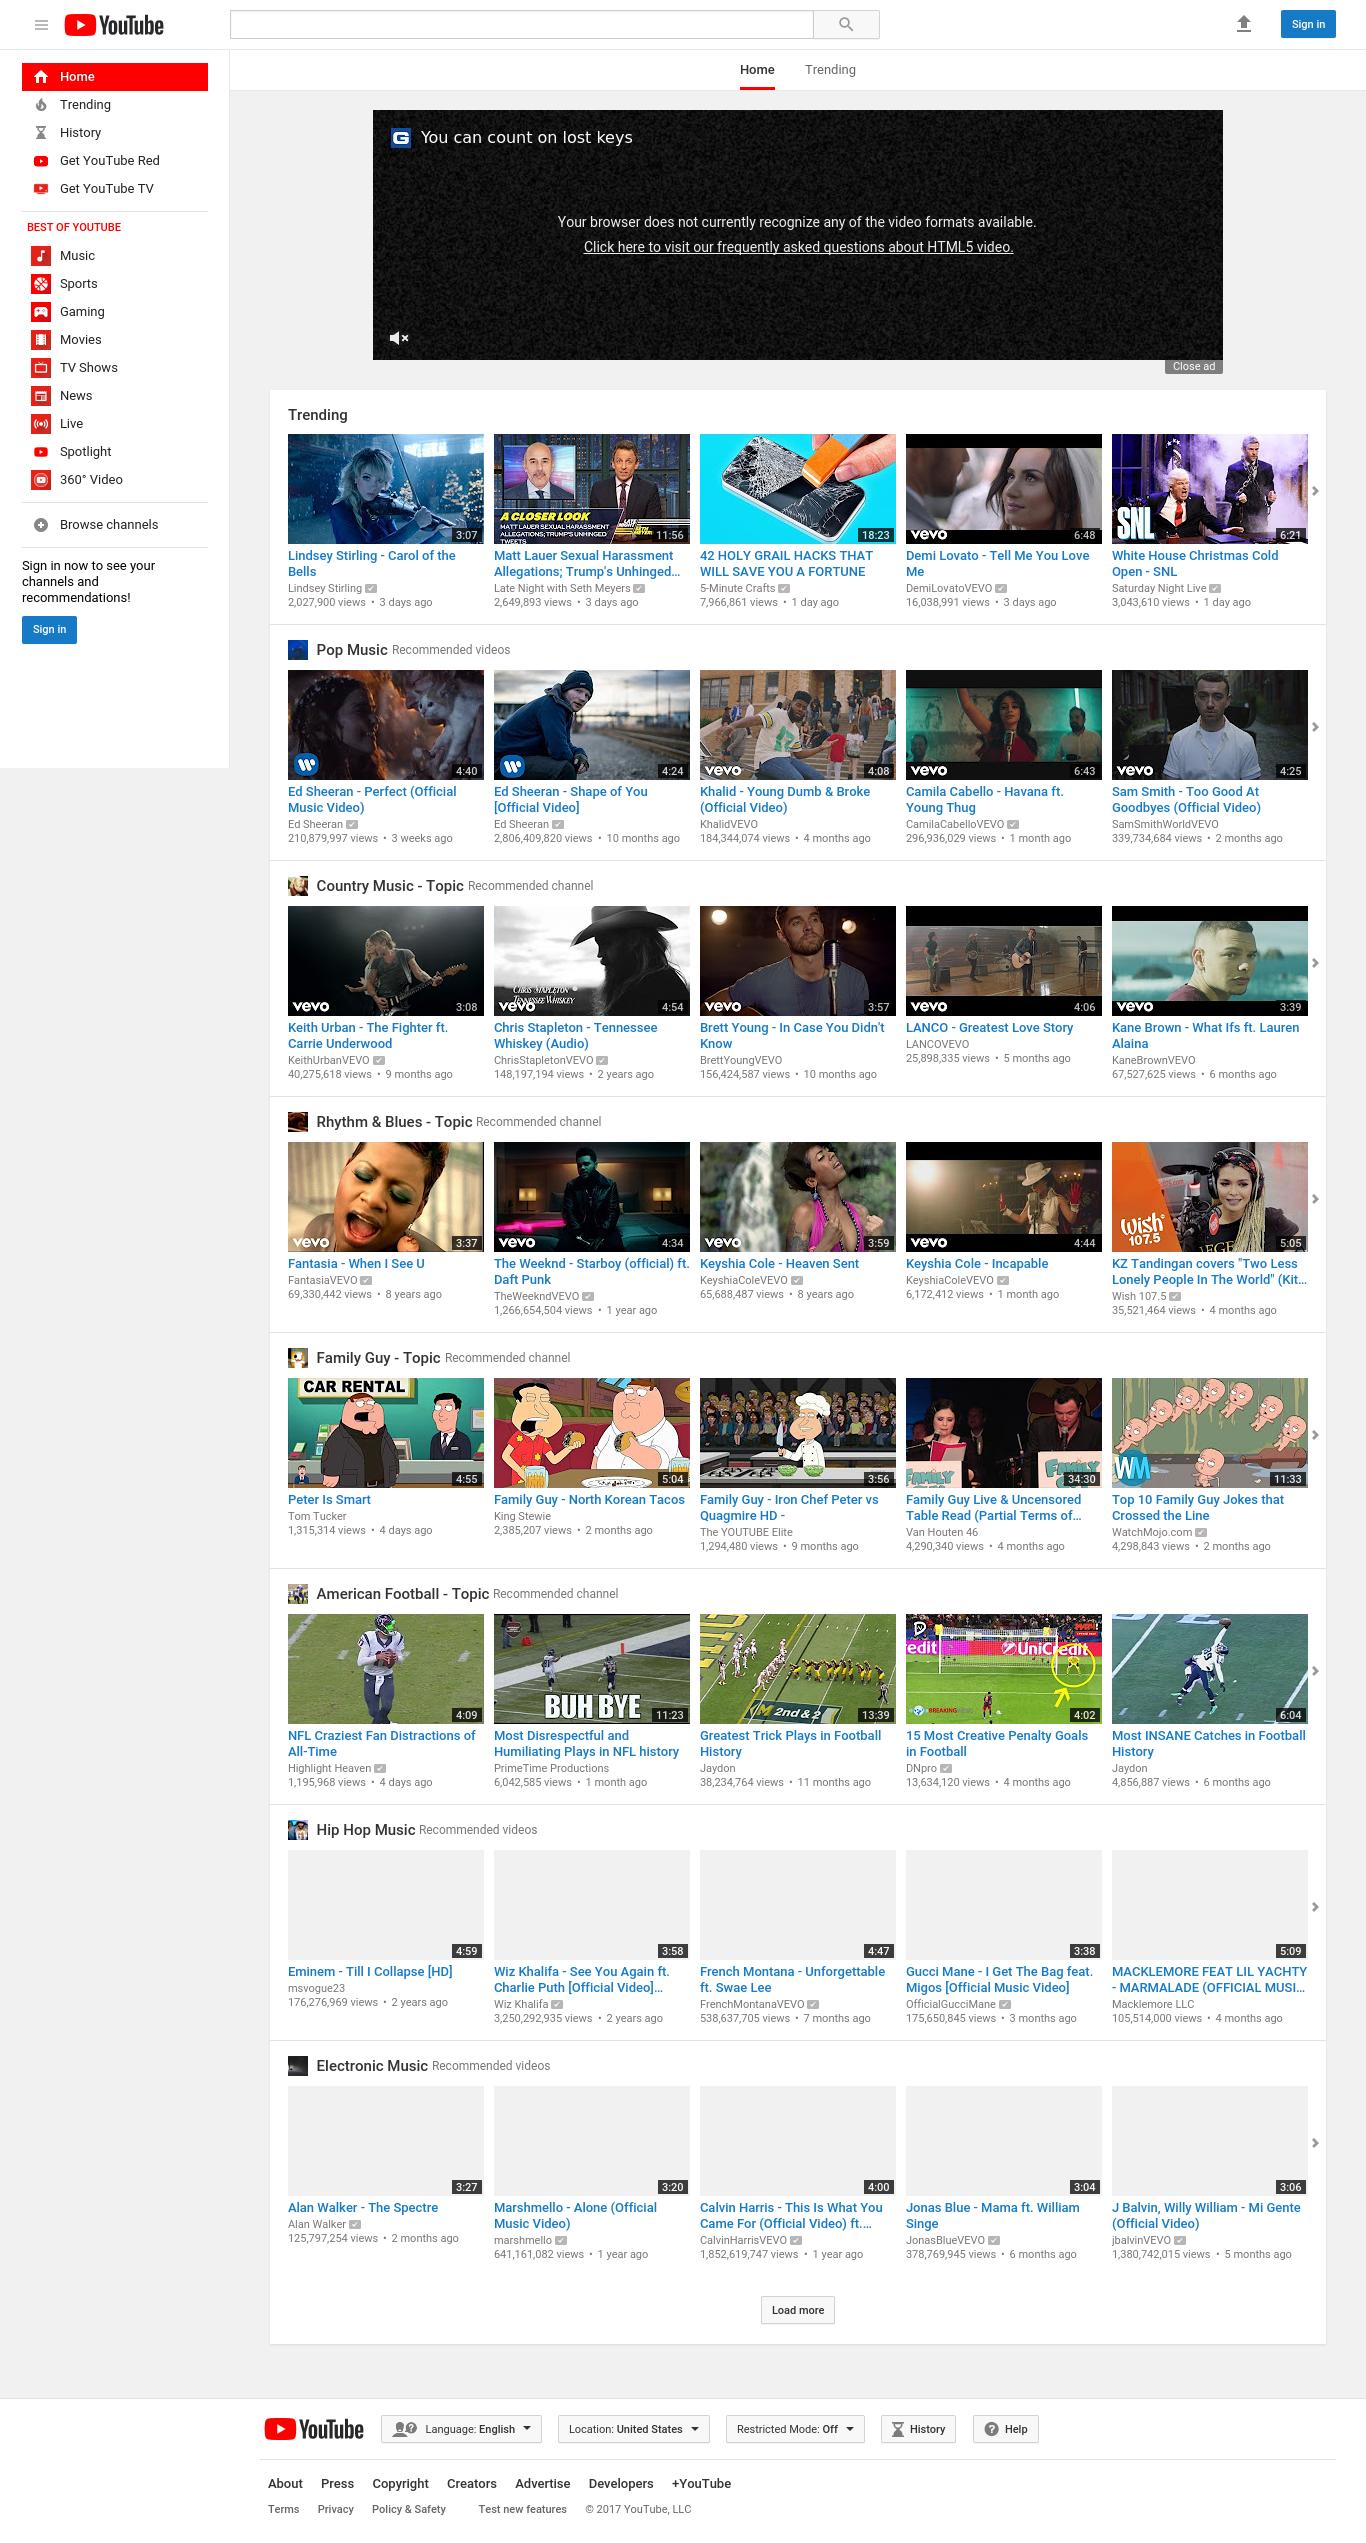 YouTube
Sign in
Home
Trending
History
Get YouTube Red
Get YouTube TV
BEST OF YOUTUBE
Music
Sports
Gaming
Movies
TV Shows
News
Live
Spotlight
360° Video
Browse channels
Sign in now to see your
channels and
recommendations!
Sign in
Home Trending
G You can count on lost keys
Your browser does not currently recognize any of the video formats available.
Click here to visit our frequently asked questions about HTML5 video.
Close ad
Trending
3:07
Lindsey Stirling - Carol of the
Bells
Lindsey Stirling
2,027,900 views • 3 days ago
A CLOSER LOOK
MATT LAUER SEXUAL HARASSMENT
ALLEGATIONS; TRUMP'S UNHINGED
TWEETS
11:56
Matt Lauer Sexual Harassment
Allegations; Trump's Unhinged...
Late Night with Seth Meyers
2,649,893 views • 3 days ago
18:23
42 HOLY GRAIL HACKS THAT
WILL SAVE YOU A FORTUNE
5-Minute Crafts
7,966,861 views • 1 day ago
vevo 6:48
Demi Lovato - Tell Me You Love
Me
DemiLovatoVEVO
16,038,991 views • 3 days ago
SNL 6:21
White House Christmas Cold
Open - SNL
Saturday Night Live
3,043,610 views • 1 day ago
Pop Music Recommended videos
4:40
Ed Sheeran - Perfect (Official
Music Video)
Ed Sheeran
210,879,997 views • 3 weeks ago
4:24
Ed Sheeran - Shape of You
[Official Video]
Ed Sheeran
2,806,409,820 views • 10 months ago
vevo 4:08
Khalid - Young Dumb & Broke
(Official Video)
KhalidVEVO
184,344,074 views • 4 months ago
vevo 6:43
Camila Cabello - Havana ft.
Young Thug
CamilaCabelloVEVO
296,936,029 views • 1 month ago
vevo 4:25
Sam Smith - Too Good At
Goodbyes (Official Video)
SamSmithWorldVEVO
339,734,684 views • 2 months ago
Country Music - Topic Recommended channel
vevo 3:08
Keith Urban - The Fighter ft.
Carrie Underwood
KeithUrbanVEVO
40,275,618 views • 9 months ago
CHRIS STAPLETON
TENNESSEE WHISKEY
vevo 4:54
Chris Stapleton - Tennessee
Whiskey (Audio)
ChrisStapletonVEVO
148,197,194 views • 2 years ago
vevo 3:57
Brett Young - In Case You Didn't
Know
BrettYoungVEVO
156,424,587 views • 10 months ago
vevo 4:06
LANCO - Greatest Love Story
LANCOVEVO
25,898,335 views • 5 months ago
vevo 3:39
Kane Brown - What Ifs ft. Lauren
Alaina
KaneBrownVEVO
67,527,625 views • 6 months ago
Rhythm & Blues - Topic Recommended channel
vevo 3:37
Fantasia - When I See U
FantasiaVEVO
69,330,442 views • 8 years ago
vevo 4:34
The Weeknd - Starboy (official) ft.
Daft Punk
TheWeekndVEVO
1,266,654,504 views • 1 year ago
vevo 3:59
Keyshia Cole - Heaven Sent
KeyshiaColeVEVO
65,688,487 views • 8 years ago
vevo 4:44
Keyshia Cole - Incapable
KeyshiaColeVEVO
6,172,412 views • 1 month ago
wish
107.5
5:05
KZ Tandingan covers "Two Less
Lonely People In The World" (Kit...
Wish 107.5
35,521,464 views • 4 months ago
Family Guy - Topic Recommended channel
CAR RENTAL
4:55
Peter Is Smart
Tom Tucker
1,315,314 views • 4 days ago
5:04
Family Guy - North Korean Tacos
King Stewie
2,385,207 views • 2 months ago
3:56
Family Guy - Iron Chef Peter vs
Quagmire HD -
The YOUTUBE Elite
1,294,480 views • 9 months ago
FAMILY
34:30
Family Guy Live & Uncensored
Table Read (Partial Terms of...
Van Houten 46
4,290,340 views • 4 months ago
WM 11:33
Top 10 Family Guy Jokes that
Crossed the Line
WatchMojo.com
4,298,843 views • 2 months ago
American Football - Topic Recommended channel
4:09
NFL Craziest Fan Distractions of
All-Time
Highlight Heaven
1,195,968 views • 4 days ago
BUH BYE 11:23
Most Disrespectful and
Humiliating Plays in NFL history
PrimeTime Productions
6,042,585 views • 1 month ago
2nd & 2 13:39
Greatest Trick Plays in Football
History
Jaydon
38,234,764 views • 11 months ago
UniCredit
4:02
15 Most Creative Penalty Goals
in Football
DNpro
13,634,120 views • 4 months ago
6:04
Most INSANE Catches in Football
History
Jaydon
4,856,887 views • 6 months ago
Hip Hop Music Recommended videos
4:59
Eminem - Till I Collapse [HD]
msvogue23
176,276,969 views • 2 years ago
3:58
Wiz Khalifa - See You Again ft.
Charlie Puth [Official Video]...
Wiz Khalifa
3,250,292,935 views • 2 years ago
4:47
French Montana - Unforgettable
ft. Swae Lee
FrenchMontanaVEVO
538,637,705 views • 7 months ago
3:38
Gucci Mane - I Get The Bag feat.
Migos [Official Music Video]
OfficialGucciMane
175,650,845 views • 3 months ago
5:09
MACKLEMORE FEAT LIL YACHTY
- MARMALADE (OFFICIAL MUSI...
Macklemore LLC
105,514,000 views • 4 months ago
Electronic Music Recommended videos
3:27
Alan Walker - The Spectre
Alan Walker
125,797,254 views • 2 months ago
3:20
Marshmello - Alone (Official
Music Video)
marshmello
641,161,082 views • 1 year ago
4:00
Calvin Harris - This Is What You
Came For (Official Video) ft....
CalvinHarrisVEVO
1,852,619,747 views • 1 year ago
3:04
Jonas Blue - Mama ft. William
Singe
JonasBlueVEVO
378,769,945 views • 6 months ago
3:06
J Balvin, Willy William - Mi Gente
(Official Video)
jbalvinVEVO
1,380,742,015 views • 5 months ago
Load more
YouTube Language: English Location: United States Restricted Mode: Off History Help
About Press Copyright Creators Advertise Developers +YouTube
Terms Privacy Policy & Safety Test new features © 2017 YouTube, LLC